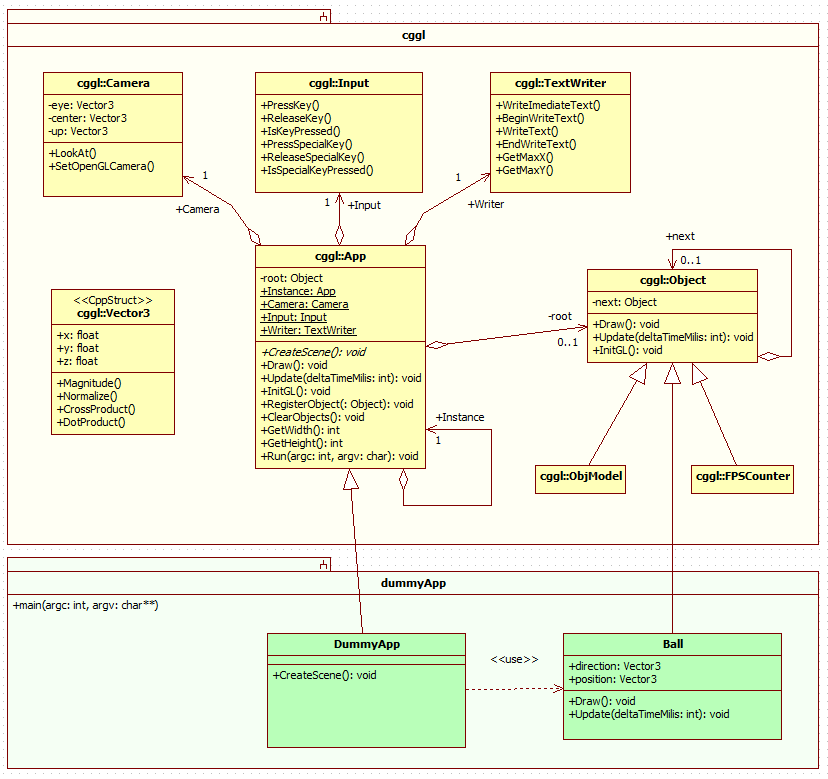 cggl
cggl::Camera
-eye: Vector3
-center: Vector3
-up: Vector3
+LookAt()
+SetOpenGLCamera()
cggl::Input
+PressKey()
+ReleaseKey()
+IsKeyPressed()
+PressSpecialKey()
+ReleaseSpecialKey()
+IsSpecialKeyPressed()
cggl::TextWriter
+WriteImediateText()
+BeginWriteText()
+WriteText()
+EndWriteText()
+GetMaxX()
+GetMaxY()
1
+Camera
1
+Input
1
+Writer
<<CppStruct>>
cggl::Vector3
+x: float
+y: float
+z: float
+Magnitude()
+Normalize()
+CrossProduct()
+DotProduct()
cggl::App
-root: Object
+Instance: App
+Camera: Camera
+Input: Input
+Writer: TextWriter
+CreateScene(): void
+Draw(): void
+Update(deltaTimeMilis: int): void
+InitGL(): void
+RegisterObject(: Object): void
+ClearObjects(): void
+GetWidth(): int
+GetHeight(): int
+Run(argc: int, argv: char): void
+Instance
1
-root
0..1
+next
0..1
cggl::Object
-next: Object
+Draw(): void
+Update(deltaTimeMilis: int): void
+InitGL(): void
cggl::ObjModel
cggl::FPSCounter
dummyApp
+main(argc: int, argv: char**)
DummyApp
+CreateScene(): void
<<use>>
Ball
+direction: Vector3
+position: Vector3
+Draw(): void
+Update(deltaTimeMilis: int): void